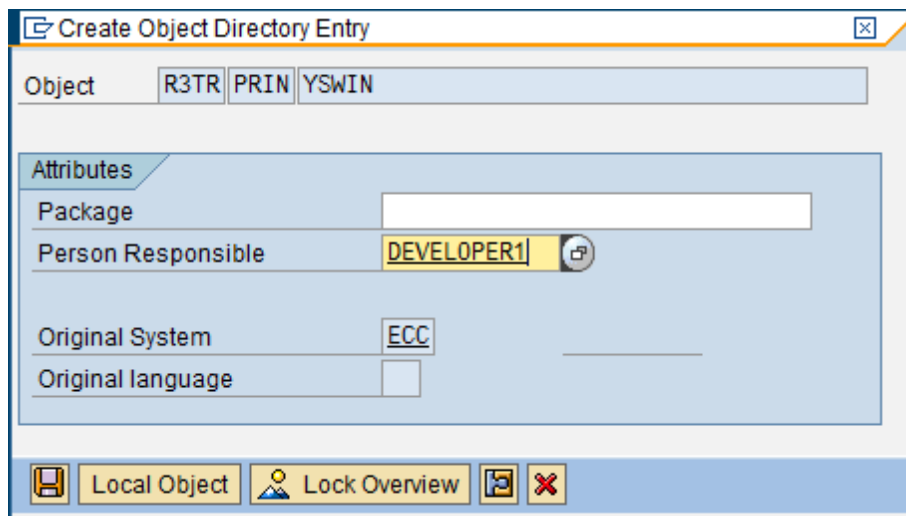 Create Object Directory Entry
Object R3TR PRIN YSWIN
Attributes
Package
Person Responsible DEVELOPER1
Original System ECC
Original language
Local Object Lock Overview